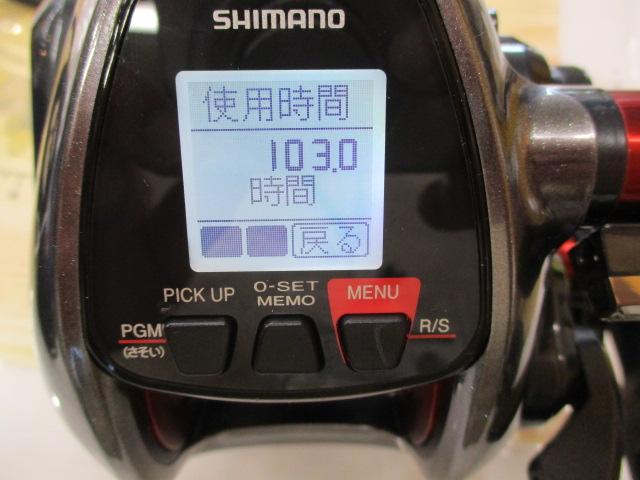 SHIMANO
使用時間
103.0
時間
戻る
PICK UP
O-SET
MEMO
MENU
PGM
(さそい)
R/S